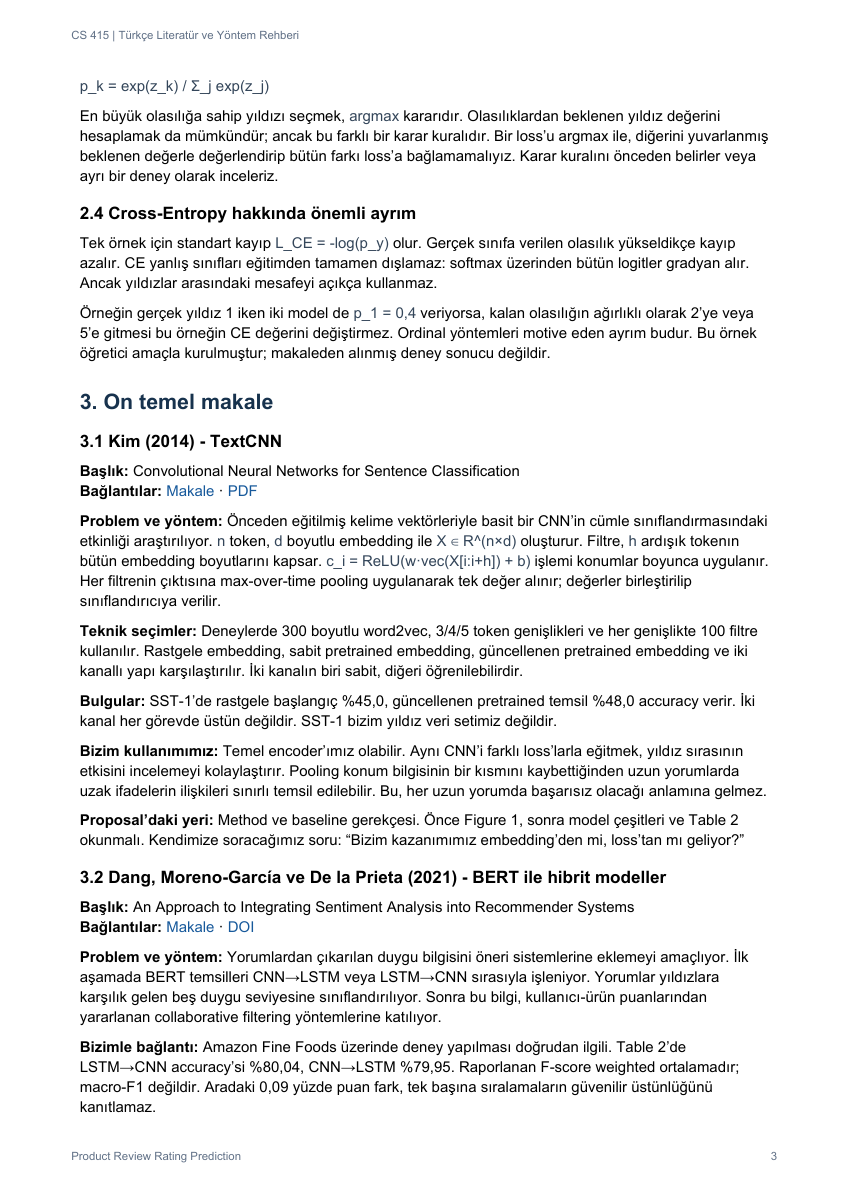 CS 415 | Türkçe Literatür ve Yöntem Rehberi
p_k = exp(z_k) / Σ_j exp(z_j)
En büyük olasılığa sahip yıldızı seçmek, argmax kararıdır. Olasılıklardan beklenen yıldız değerini
hesaplamak da mümkündür; ancak bu farklı bir karar kuralıdır. Bir loss’u argmax ile, diğerini yuvarlanmış
beklenen değerle değerlendirip bütün farkı loss’a bağlamamalıyız. Karar kuralını önceden belirler veya
ayrı bir deney olarak inceleriz.
2.4 Cross-Entropy hakkında önemli ayrım
Tek örnek için standart kayıp L_CE = -log(p_y) olur. Gerçek sınıfa verilen olasılık yükseldikçe kayıp
azalır. CE yanlış sınıfları eğitimden tamamen dışlamaz: softmax üzerinden bütün logitler gradyan alır.
Ancak yıldızlar arasındaki mesafeyi açıkça kullanmaz.
Örneğin gerçek yıldız 1 iken iki model de p_1 = 0,4 veriyorsa, kalan olasılığın ağırlıklı olarak 2’ye veya
5’e gitmesi bu örneğin CE değerini değiştirmez. Ordinal yöntemleri motive eden ayrım budur. Bu örnek
öğretici amaçla kurulmuştur; makaleden alınmış deney sonucu değildir.
3. On temel makale
3.1 Kim (2014) - TextCNN
Başlık: Convolutional Neural Networks for Sentence Classification
Bağlantılar: Makale · PDF
Problem ve yöntem: Önceden eğitilmiş kelime vektörleriyle basit bir CNN’in cümle sınıflandırmasındaki
etkinliği araştırılıyor. n token, d boyutlu embedding ile X ∈ R^(n×d) oluşturur. Filtre, h ardışık tokenın
bütün embedding boyutlarını kapsar. c_i = ReLU(w·vec(X[i:i+h]) + b) işlemi konumlar boyunca uygulanır.
Her filtrenin çıktısına max-over-time pooling uygulanarak tek değer alınır; değerler birleştirilip
sınıflandırıcıya verilir.
Teknik seçimler: Deneylerde 300 boyutlu word2vec, 3/4/5 token genişlikleri ve her genişlikte 100 filtre
kullanılır. Rastgele embedding, sabit pretrained embedding, güncellenen pretrained embedding ve iki
kanallı yapı karşılaştırılır. İki kanalın biri sabit, diğeri öğrenilebilirdir.
Bulgular: SST-1’de rastgele başlangıç %45,0, güncellenen pretrained temsil %48,0 accuracy verir. İki
kanal her görevde üstün değildir. SST-1 bizim yıldız veri setimiz değildir.
Bizim kullanımımız: Temel encoder’ımız olabilir. Aynı CNN’i farklı loss’larla eğitmek, yıldız sırasının
etkisini incelemeyi kolaylaştırır. Pooling konum bilgisinin bir kısmını kaybettiğinden uzun yorumlarda
uzak ifadelerin ilişkileri sınırlı temsil edilebilir. Bu, her uzun yorumda başarısız olacağı anlamına gelmez.
Proposal’daki yeri: Method ve baseline gerekçesi. Önce Figure 1, sonra model çeşitleri ve Table 2
okunmalı. Kendimize soracağımız soru: “Bizim kazanımımız embedding’den mi, loss’tan mı geliyor?”
3.2 Dang, Moreno-García ve De la Prieta (2021) - BERT ile hibrit modeller
Başlık: An Approach to Integrating Sentiment Analysis into Recommender Systems
Bağlantılar: Makale · DOI
Problem ve yöntem: Yorumlardan çıkarılan duygu bilgisini öneri sistemlerine eklemeyi amaçlıyor. İlk
aşamada BERT temsilleri CNN→LSTM veya LSTM→CNN sırasıyla işleniyor. Yorumlar yıldızlara
karşılık gelen beş duygu seviyesine sınıflandırılıyor. Sonra bu bilgi, kullanıcı-ürün puanlarından
yararlanan collaborative filtering yöntemlerine katılıyor.
Bizimle bağlantı: Amazon Fine Foods üzerinde deney yapılması doğrudan ilgili. Table 2’de
LSTM→CNN accuracy’si %80,04, CNN→LSTM %79,95. Raporlanan F-score weighted ortalamadır;
macro-F1 değildir. Aradaki 0,09 yüzde puan fark, tek başına sıralamaların güvenilir üstünlüğünü
kanıtlamaz.
Product Review Rating Prediction
3